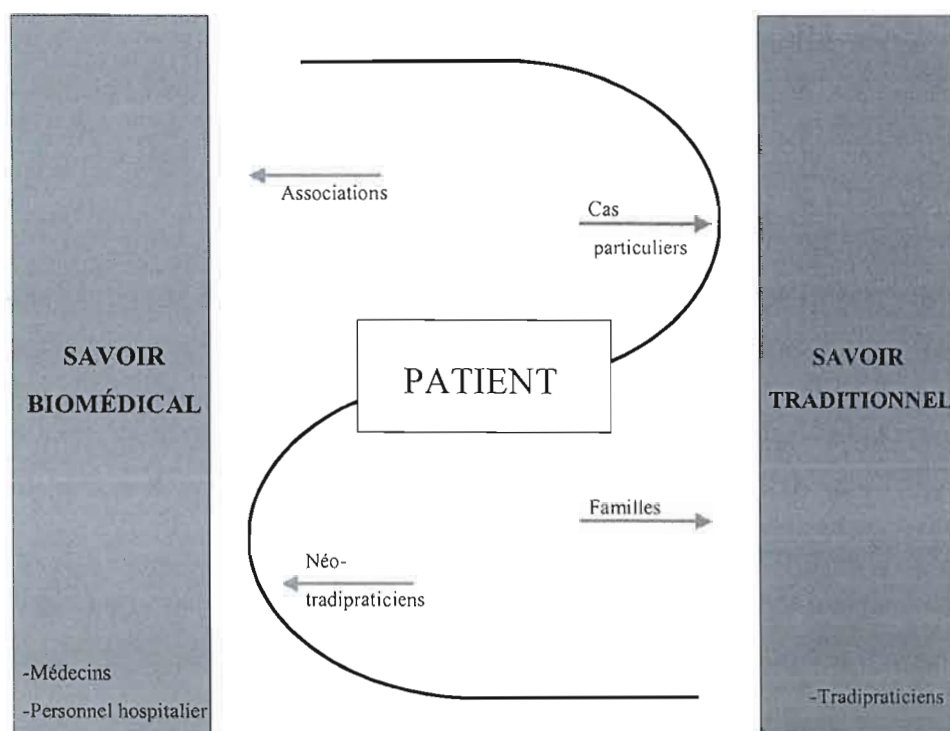 Associations
Cas
particuliers
SAVOIR
BIOMÉDICAL
PATIENT
SAVOIR
TRADITIONNEL
Familles
Néo-
tradipraticiens
-Médecins
-Personnel hospitalier
-Tradipraticiens